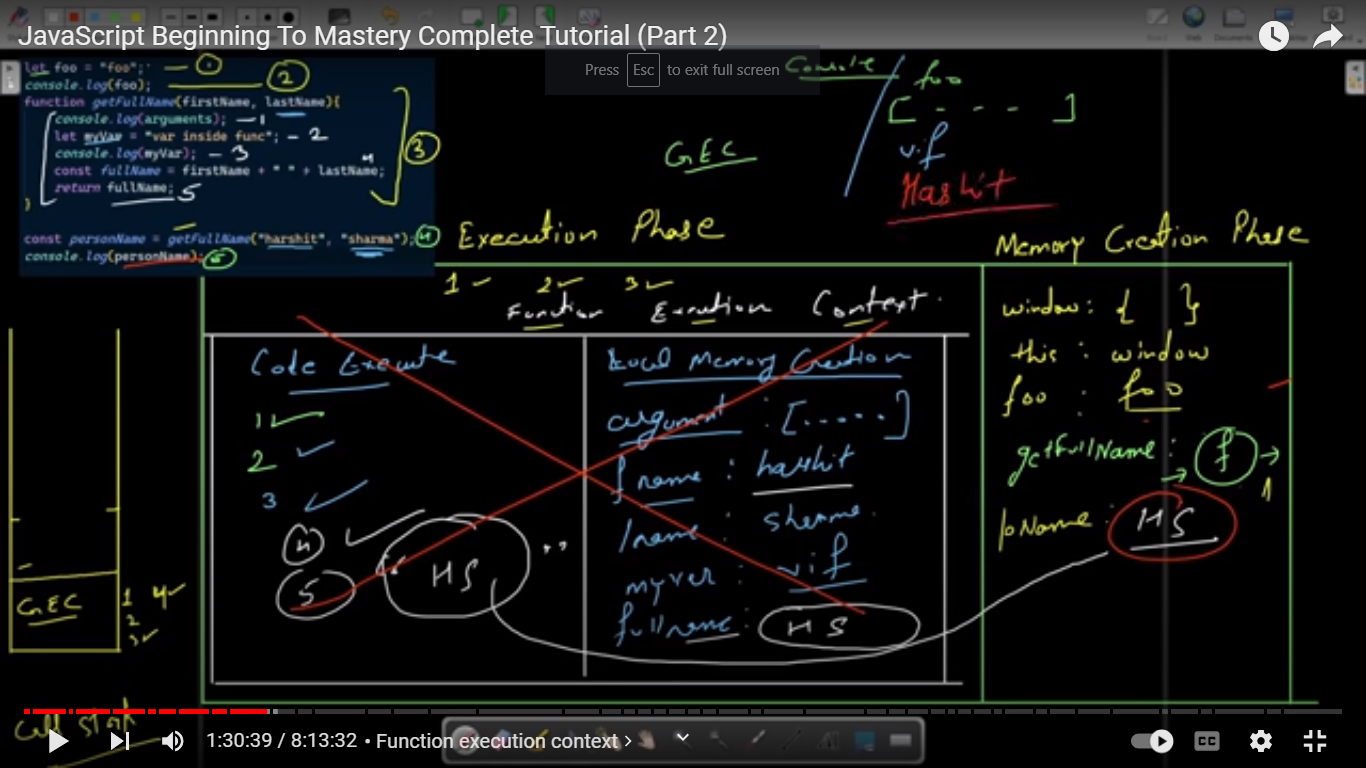 JavaScript Beginning To Mastery Complete Tutorial (Part 2)
Press Esc to exit full screen
let foo = "foo"; 1
console.log(foo); 2
function getFullName(firstName, lastName){
console.log(arguments); 1
let myVar = "var inside func"; 2
console.log(myVar); 3
const fullName = firstName + " " + lastName; 4
return fullName; 5
}
3
const personName = getFullName("harshit", "sharma"); 4
console.log(personName); 5
Console
foo
[ - - - ]
v.f
Harshit
GEC
Execution Phase
Memory Creation Phase
1 2 3
Function Execution Context
Code Execute
1
2
3
4
5
" HS "
Local Memory Creation
argument : [.....]
fname : harshit
lname : sharma
myver : vif
fullname : HS
window : { }
this : window
foo : foo
getFullName : f
1
pName : HS
GEC
1 4
2
3
Call Stack
1:30:39 / 8:13:32 • Function execution context >
CC